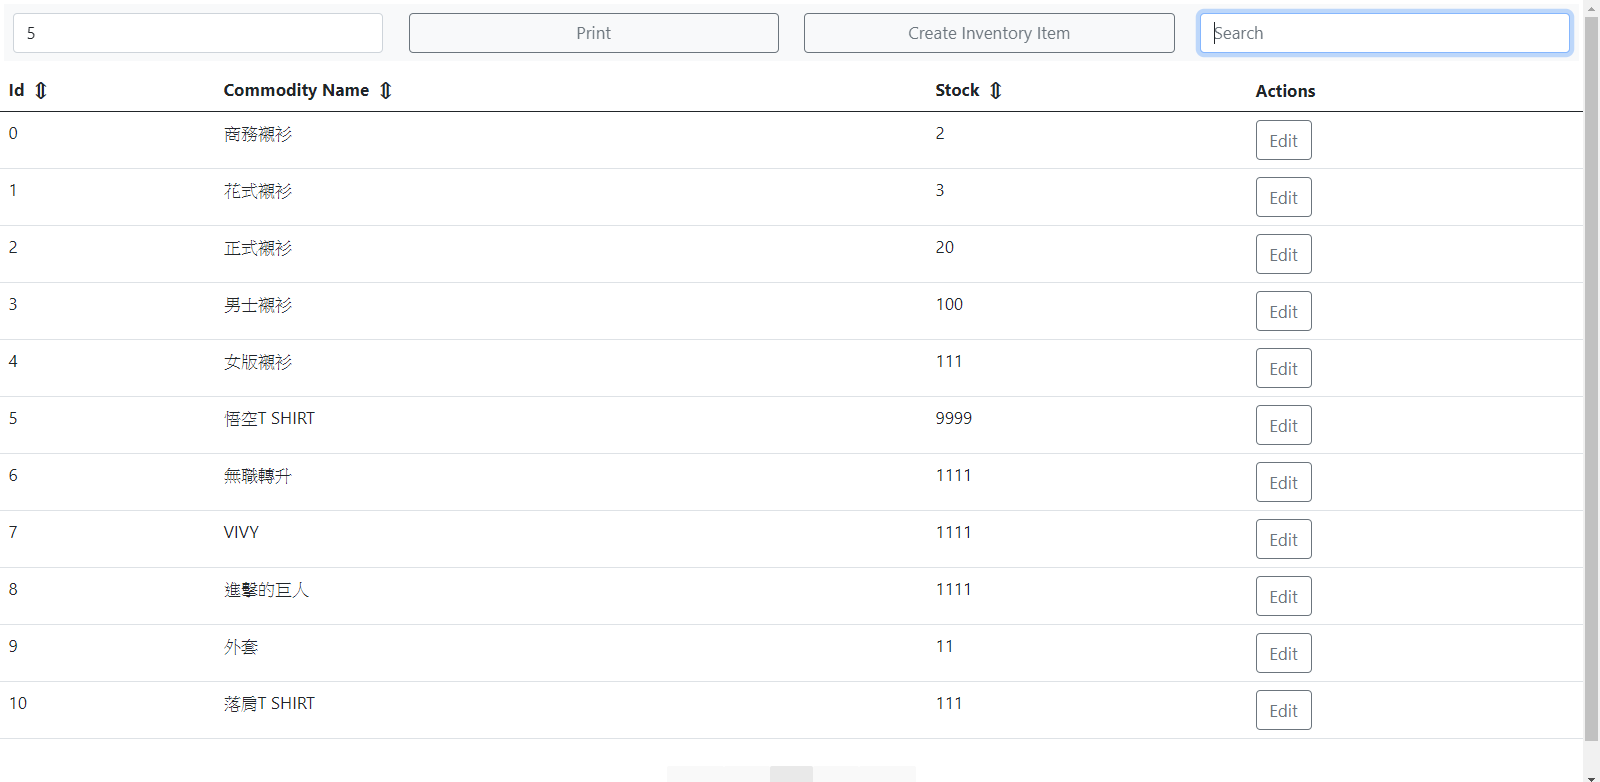 5 Print Create Inventory Item Search
Id ⇕ Commodity Name ⇕ Stock ⇕ Actions
0 商務襯衫 2 Edit
1 花式襯衫 3 Edit
2 正式襯衫 20 Edit
3 男士襯衫 100 Edit
4 女版襯衫 111 Edit
5 悟空T SHIRT 9999 Edit
6 無職轉升 1111 Edit
7 VIVY 1111 Edit
8 進擊的巨人 1111 Edit
9 外套 11 Edit
10 落肩T SHIRT 111 Edit